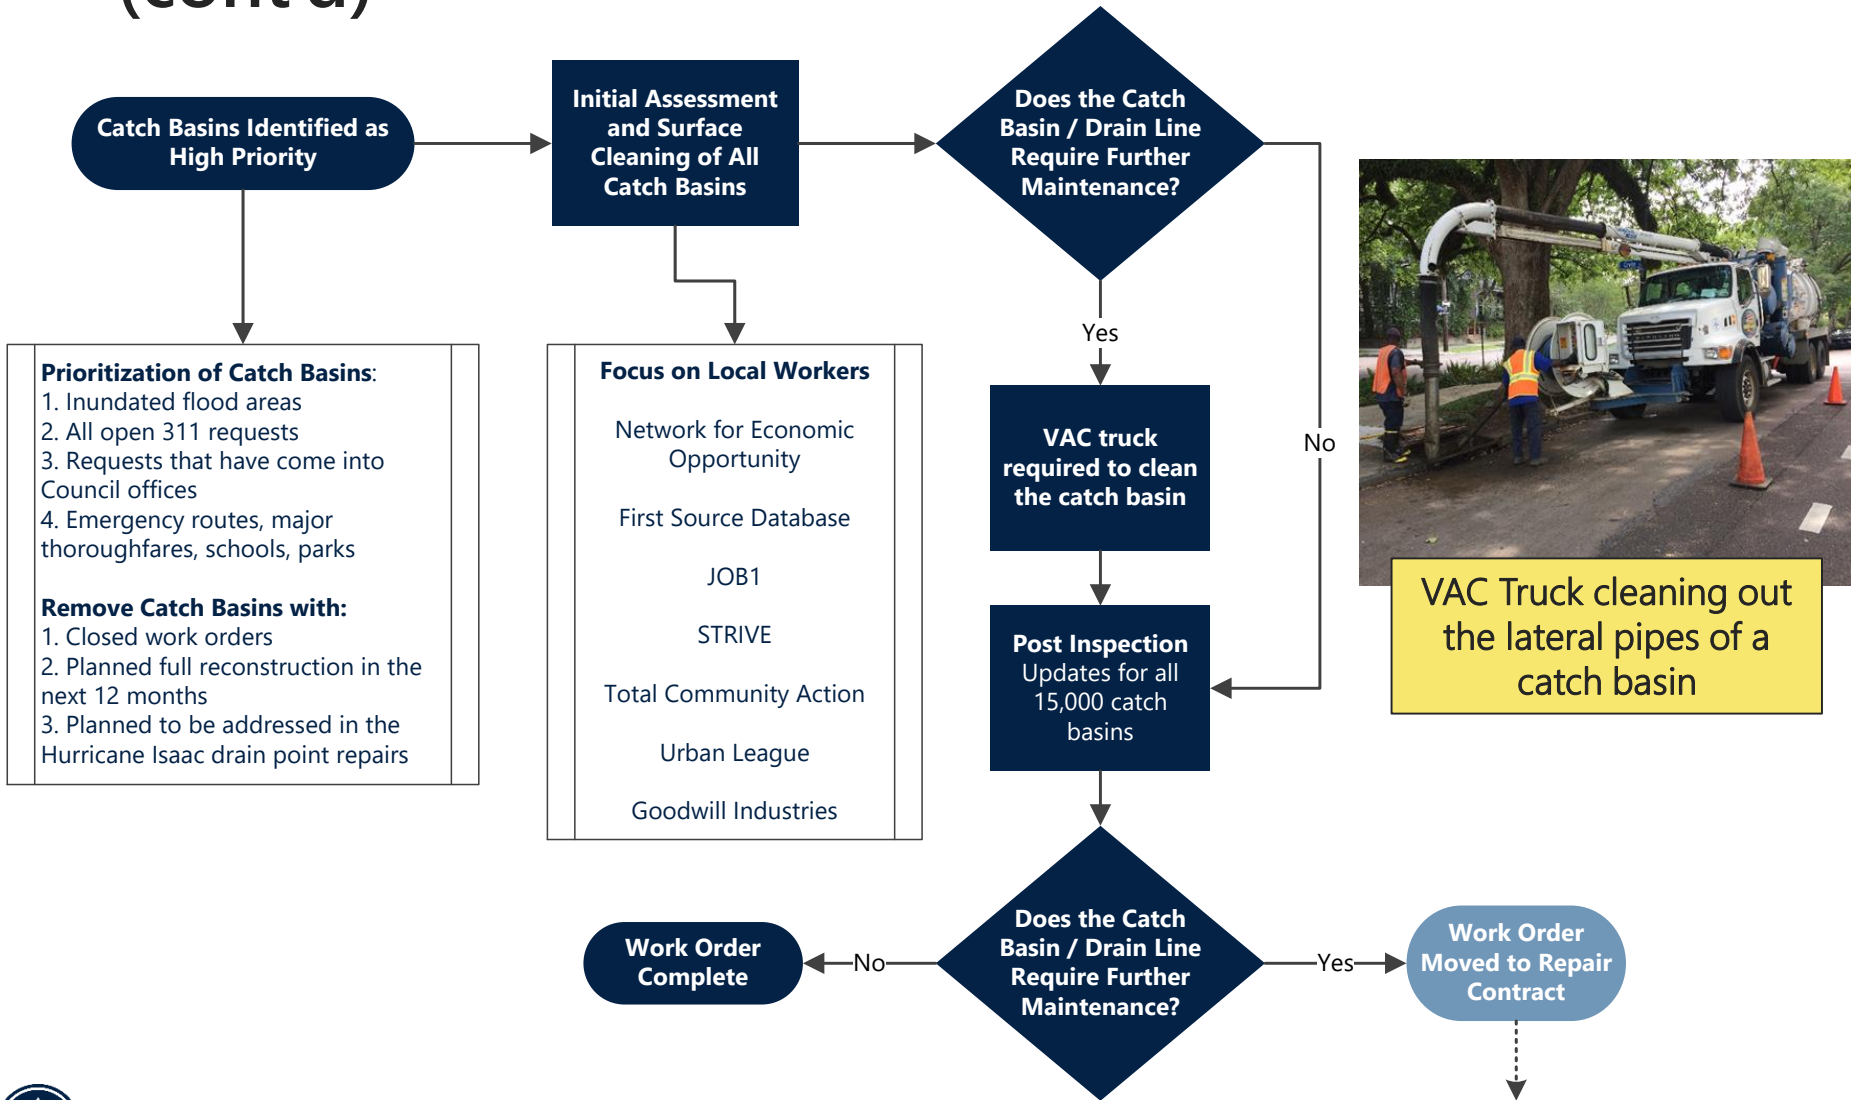 (cont'd)
Catch Basins Identified as
High Priority
Initial Assessment
and Surface
Cleaning of All
Catch Basins
Does the Catch
Basin / Drain Line
Require Further
Maintenance?
Yes
No
Prioritization of Catch Basins:
1. Inundated flood areas
2. All open 311 requests
3. Requests that have come into
Council offices
4. Emergency routes, major
thoroughfares, schools, parks
Remove Catch Basins with:
1. Closed work orders
2. Planned full reconstruction in the
next 12 months
3. Planned to be addressed in the
Hurricane Isaac drain point repairs
Focus on Local Workers
Network for Economic
Opportunity
First Source Database
JOB1
STRIVE
Total Community Action
Urban League
Goodwill Industries
VAC truck
required to clean
the catch basin
Post Inspection
Updates for all
15,000 catch
basins
VAC Truck cleaning out
the lateral pipes of a
catch basin
Does the Catch
Basin / Drain Line
Require Further
Maintenance?
No
Work Order
Complete
Yes
Work Order
Moved to Repair
Contract